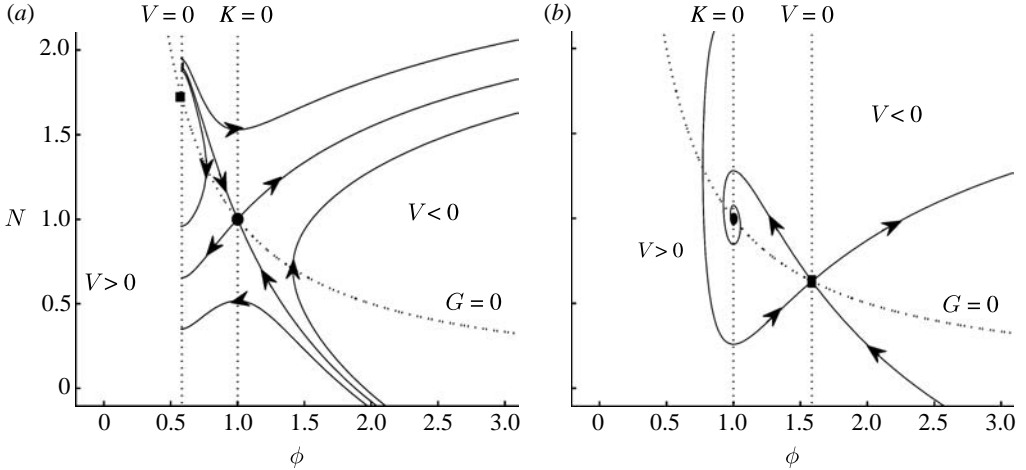 (a) V = 0 K = 0
2.0
1.5
N 1.0
0.5
0
V < 0
V > 0
G = 0
0 0.5 1.0 1.5 2.0 2.5 3.0
ϕ
(b) K = 0 V = 0
V < 0
V > 0
G = 0
0 0.5 1.0 1.5 2.0 2.5 3.0
ϕ